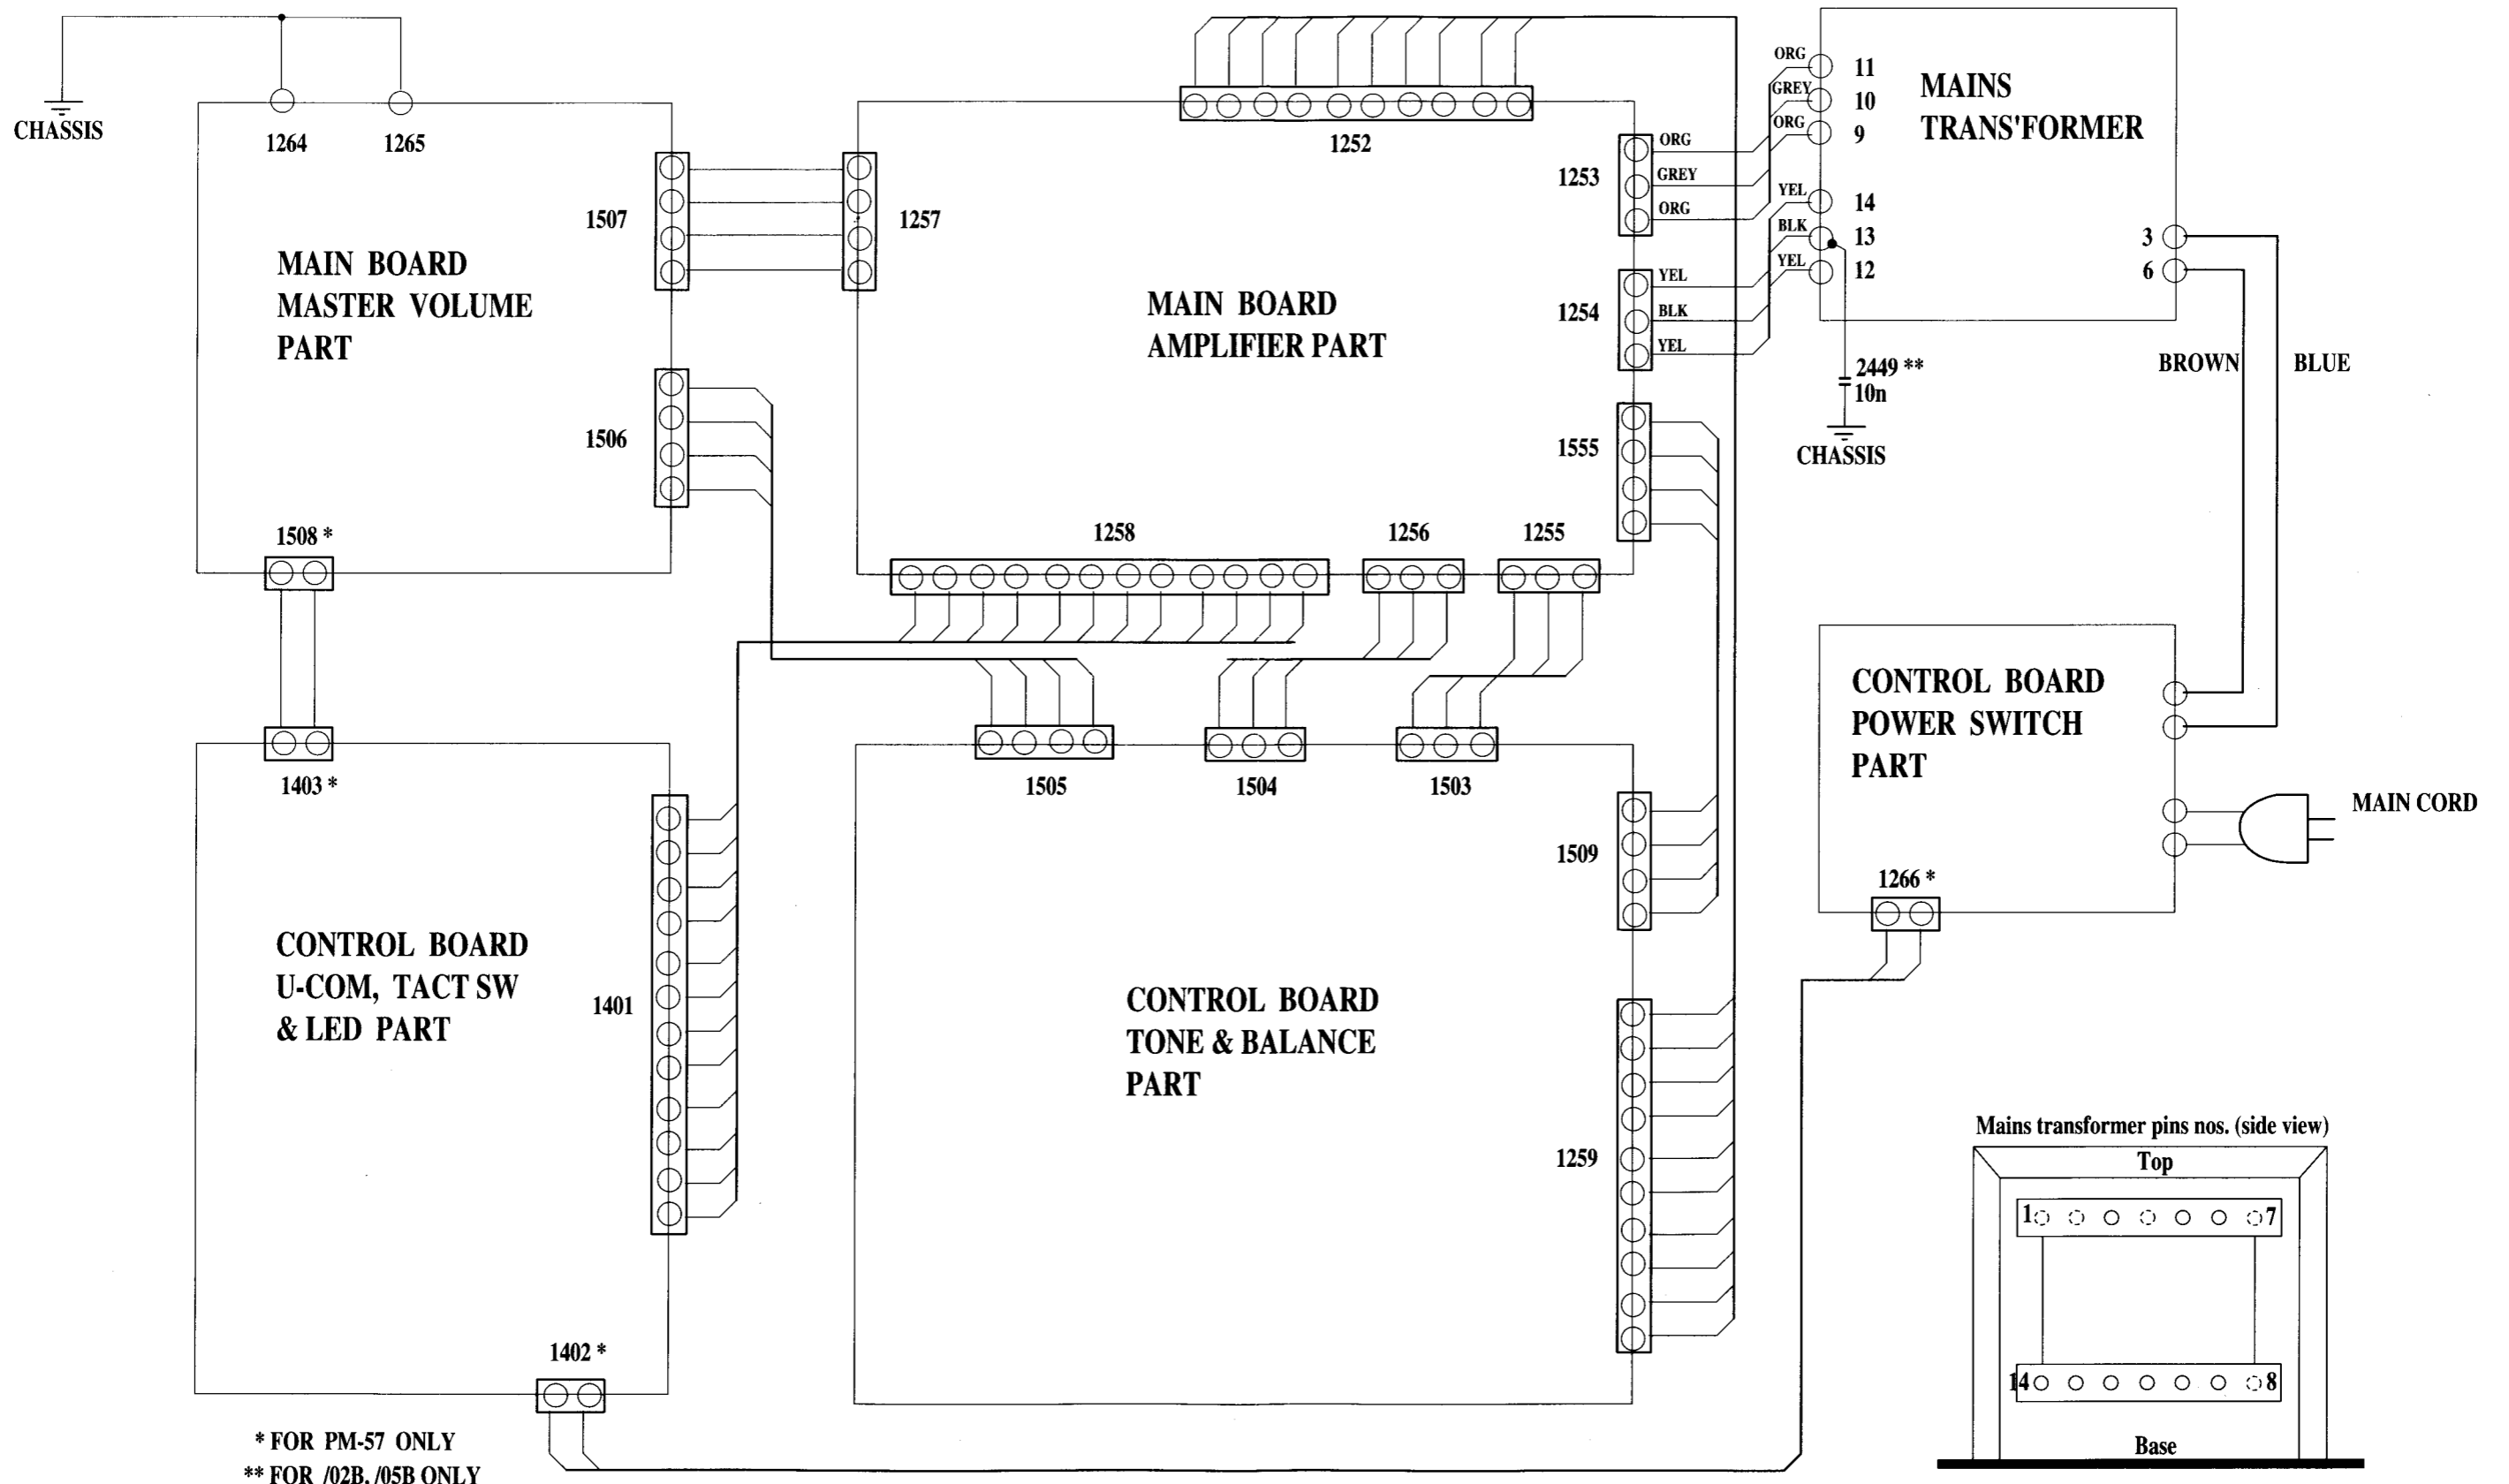 CHASSIS
1264
1265
1507
1257
MAIN BOARD
MASTER VOLUME
PART
1506
1508 *
1252
1253
ORG
GREY
ORG
MAIN BOARD
AMPLIFIER PART
1254
YEL
BLK
YEL
1555
1258
1256
1255
ORG
11
GREY
10
ORG
9
YEL
14
BLK
13
YEL
12
MAINS
TRANS'FORMER
3
6
BROWN
BLUE
2449 **
10n
CHASSIS
CONTROL BOARD
POWER SWITCH
PART
MAIN CORD
1266 *
1403 *
1505
1504
1503
1509
CONTROL BOARD
U-COM, TACT SW
& LED PART
1401
CONTROL BOARD
TONE & BALANCE
PART
1259
1402 *
* FOR PM-57 ONLY
** FOR /02B, /05B ONLY
Mains transformer pins nos. (side view)
Top
1
7
14
8
Base